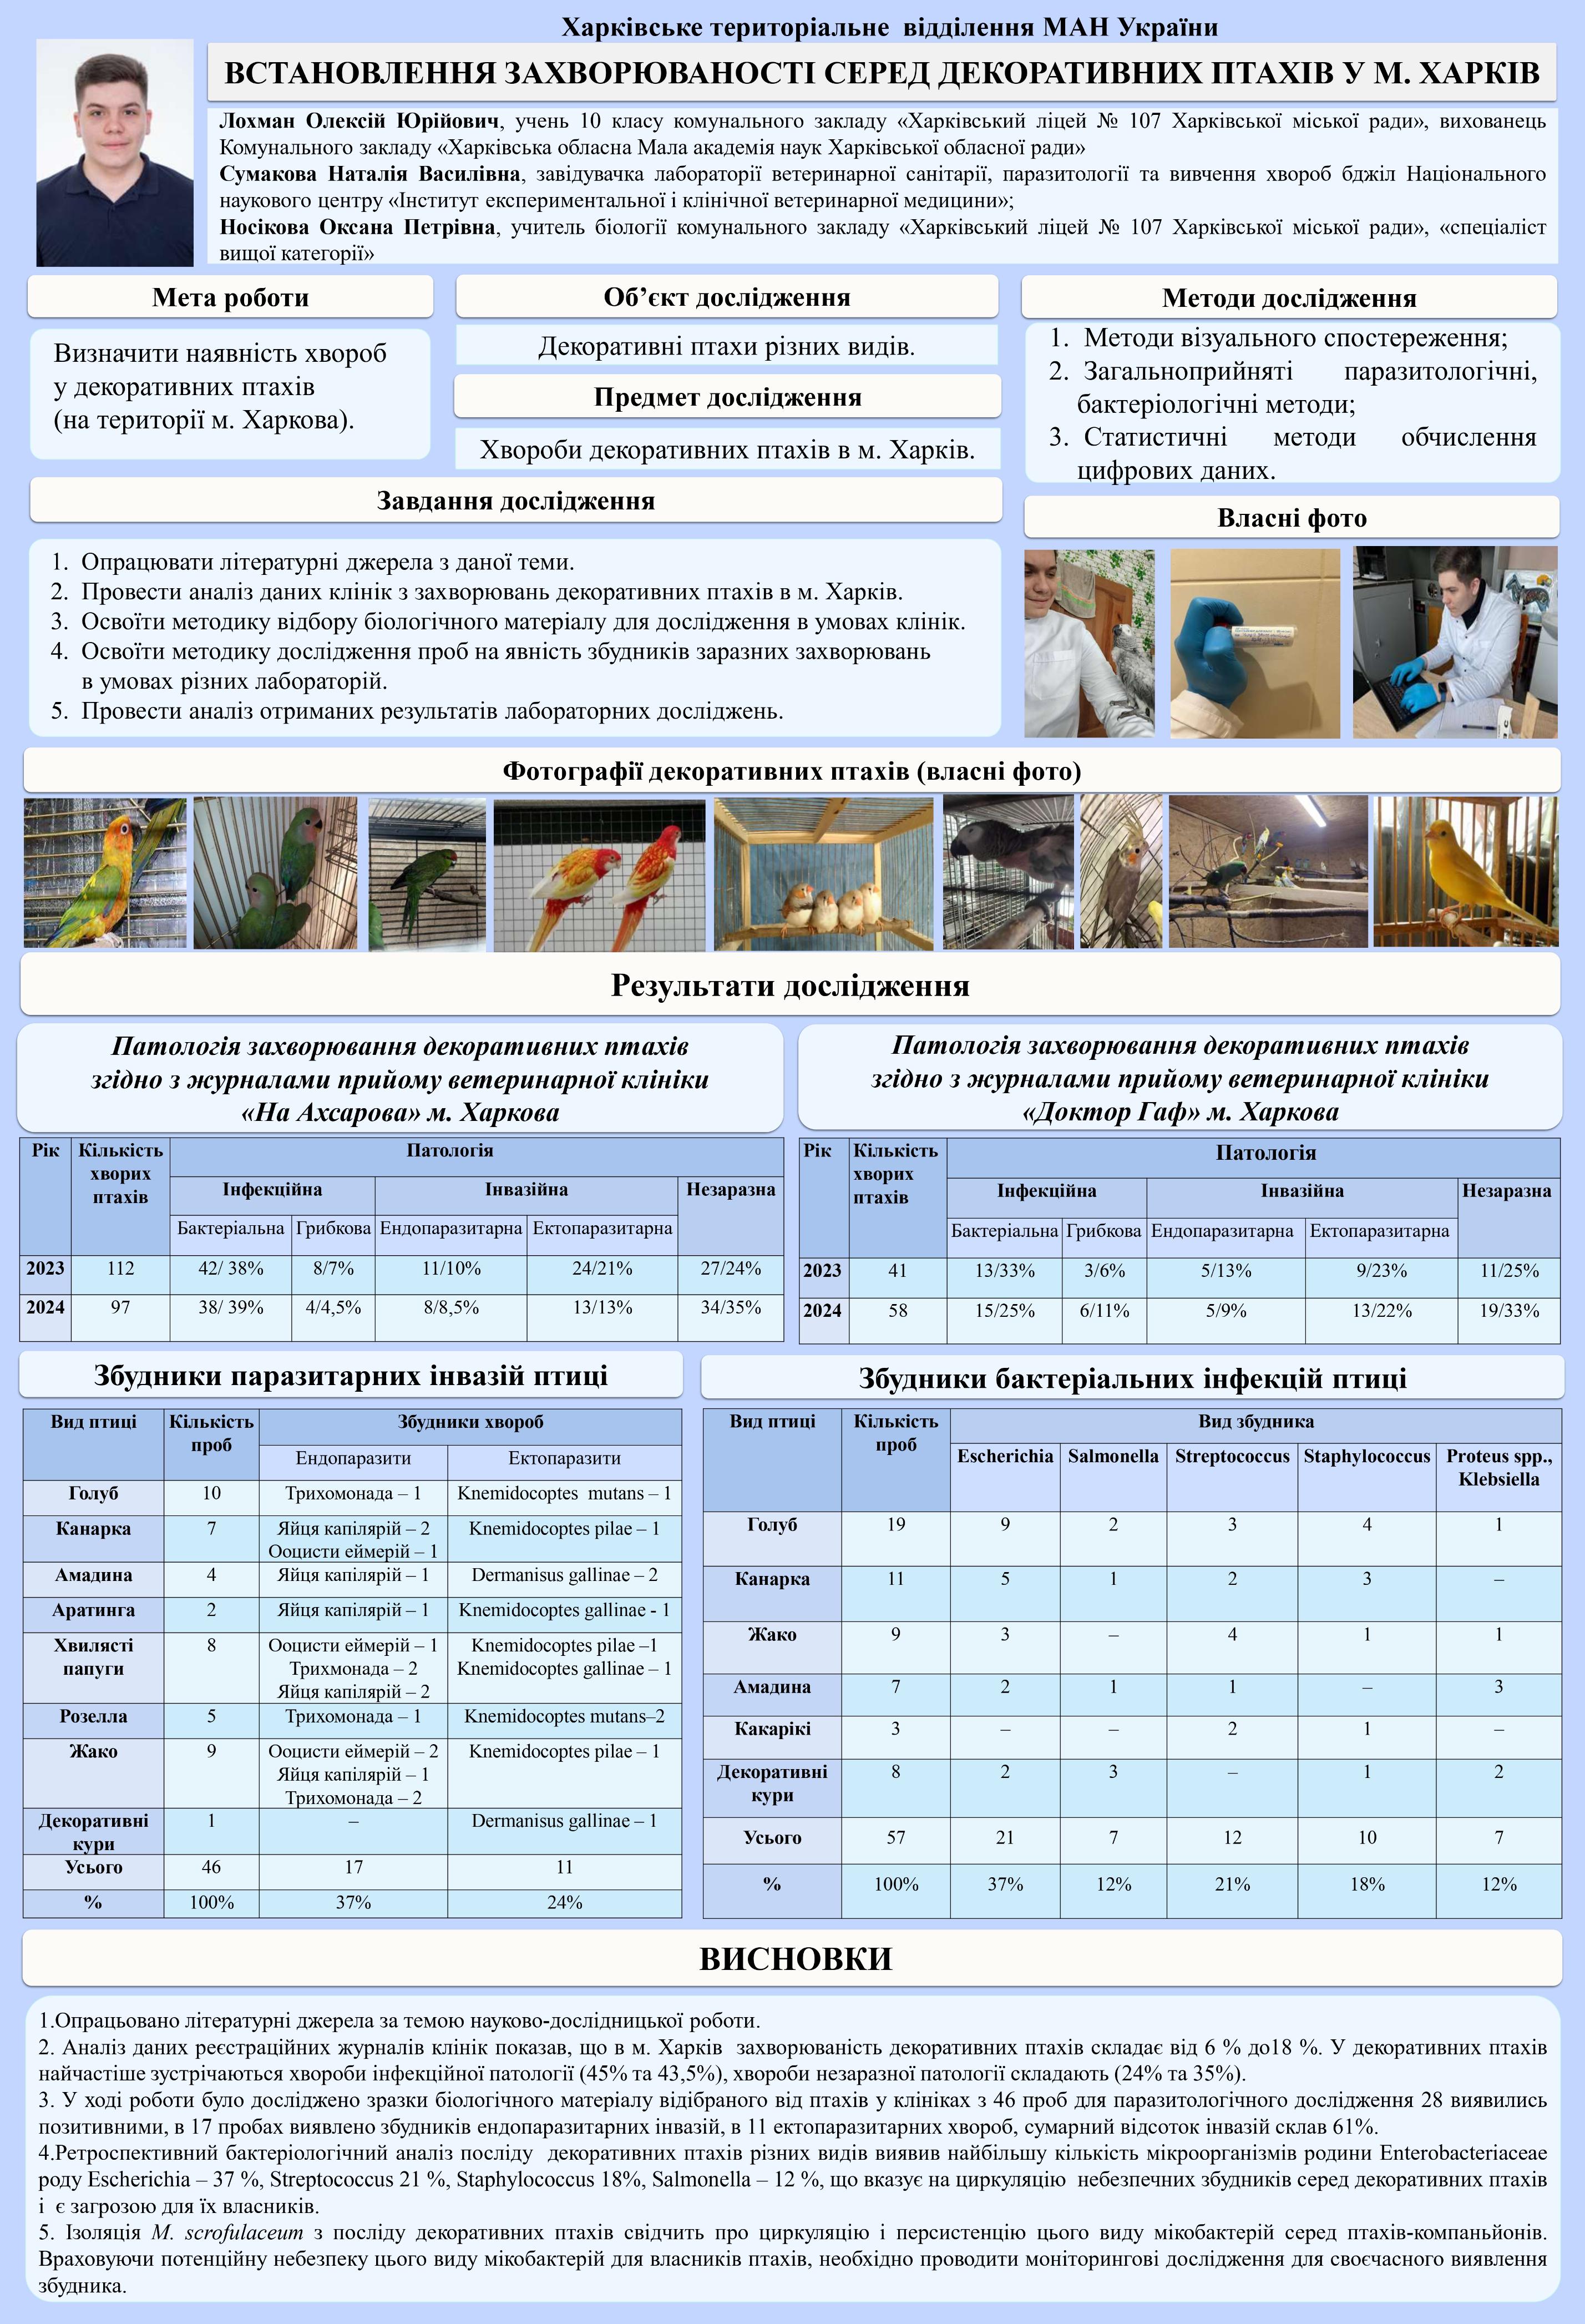 Харківське територіальне  відділення МАН України
ВСТАНОВЛЕННЯ ЗАХВОРЮВАНОСТІ СЕРЕД ДЕКОРАТИВНИХ ПТАХІВ У М. ХАРКІВ
Лохман Олексій Юрійович, учень 10 класу комунального закладу «Харківський ліцей № 107 Харківської міської ради», вихованець
Комунального закладу «Харківська обласна Мала академія наук Харківської обласної ради»
Сумакова Наталія Василівна, завідувачка лабораторії ветеринарної санітарії, паразитології та вивчення хвороб бджіл Національного
наукового центру «Інститут експериментальної і клінічної ветеринарної медицини»;
Носікова Оксана Петрівна, учитель біології комунального закладу «Харківський ліцей № 107 Харківської міської ради», «спеціаліст
вищої категорії»
Мета роботи
Визначити наявність хвороб
у декоративних птахів
(на території м. Харкова).
Об’єкт дослідження
Декоративні птахи різних видів.
Предмет дослідження
Хвороби декоративних птахів в м. Харків.
Методи дослідження
1. Методи візуального спостереження;
2. Загальноприйняті паразитологічні,
бактеріологічні методи;
3. Статистичні методи обчислення
цифрових даних.
Завдання дослідження
1. Опрацювати літературні джерела з даної теми.
2. Провести аналіз даних клінік з захворювань декоративних птахів в м. Харків.
3. Освоїти методику відбору біологічного матеріалу для дослідження в умовах клінік.
4. Освоїти методику дослідження проб на явність збудників заразних захворювань
в умовах різних лабораторій.
5. Провести аналіз отриманих результатів лабораторних досліджень.
Власні фото
Фотографії декоративних птахів (власні фото)
Результати дослідження
Патологія захворювання декоративних птахів
згідно з журналами прийому ветеринарної клініки
«На Ахсарова» м. Харкова
Рік Кількість хворих птахів Патологія
Інфекційна Інвазійна Незаразна
Бактеріальна Грибкова Ендопаразитарна Ектопаразитарна
2023 112 42/ 38% 8/7% 11/10% 24/21% 27/24%
2024 97 38/ 39% 4/4,5% 8/8,5% 13/13% 34/35%
Патологія захворювання декоративних птахів
згідно з журналами прийому ветеринарної клініки
«Доктор Гаф» м. Харкова
Рік Кількість хворих птахів Патологія
Інфекційна Інвазійна Незаразна
Бактеріальна Грибкова Ендопаразитарна Ектопаразитарна
2023 41 13/33% 3/6% 5/13% 9/23% 11/25%
2024 58 15/25% 6/11% 5/9% 13/22% 19/33%
Збудники паразитарних інвазій птиці
Вид птиці Кількість проб Збудники хвороб
Ендопаразити Ектопаразити
Голуб 10 Трихомонада – 1 Knemidocoptes  mutans – 1
Канарка 7 Яйця капілярій – 2 Knemidocoptes pilae – 1
Ооцисти еймерій – 1
Амадина 4 Яйця капілярій – 1 Dermanisus gallinae – 2
Аратинга 2 Яйця капілярій – 1 Knemidocoptes gallinae - 1
Хвилясті 8 Ооцисти еймерій – 1 Knemidocoptes pilae –1
папуги Трихмонада – 2 Knemidocoptes gallinae – 1
Яйця капілярій – 2
Розелла 5 Трихомонада – 1 Knemidocoptes mutans–2
Жако 9 Ооцисти еймерій – 2 Knemidocoptes pilae – 1
Яйця капілярій – 1
Трихомонада – 2
Декоративні 1 – Dermanisus gallinae – 1
кури
Усього 46 17 11
% 100% 37% 24%
Збудники бактеріальних інфекцій птиці
Вид птиці Кількість проб Вид збудника
Escherichia Salmonella Streptococcus Staphylococcus Proteus spp.,
Klebsiella
Голуб 19 9 2 3 4 1
Канарка 11 5 1 2 3 –
Жако 9 3 – 4 1 1
Амадина 7 2 1 1 – 3
Какарікі 3 – – 2 1 –
Декоративні 8 2 3 – 1 2
кури
Усього 57 21 7 12 10 7
% 100% 37% 12% 21% 18% 12%
ВИСНОВКИ
1.Опрацьовано літературні джерела за темою науково-дослідницької роботи.
2. Аналіз даних реєстраційних журналів клінік показав, що в м. Харків  захворюваність декоративних птахів складає від 6 % до18 %. У декоративних птахів
найчастіше зустрічаються хвороби інфекційної патології (45% та 43,5%), хвороби незаразної патології складають (24% та 35%).
3. У ході роботи було досліджено зразки біологічного матеріалу відібраного від птахів у клініках з 46 проб для паразитологічного дослідження 28 виявились
позитивними, в 17 пробах виявлено збудників ендопаразитарних інвазій, в 11 ектопаразитарних хвороб, сумарний відсоток інвазій склав 61%.
4.Ретроспективний бактеріологічний аналіз посліду  декоративних птахів різних видів виявив найбільшу кількість мікроорганізмів родини Enterobacteriaceae
роду Escherichia – 37 %, Streptococcus 21 %, Staphylococcus 18%, Salmonella – 12 %, що вказує на циркуляцію  небезпечних збудників серед декоративних птахів
і  є загрозою для їх власників.
5. Ізоляція M. scrofulaceum з посліду декоративних птахів свідчить про циркуляцію і персистенцію цього виду мікобактерій серед птахів-компаньйонів.
Враховуючи потенційну небезпеку цього виду мікобактерій для власників птахів, необхідно проводити моніторингові дослідження для своєчасного виявлення
збудника.